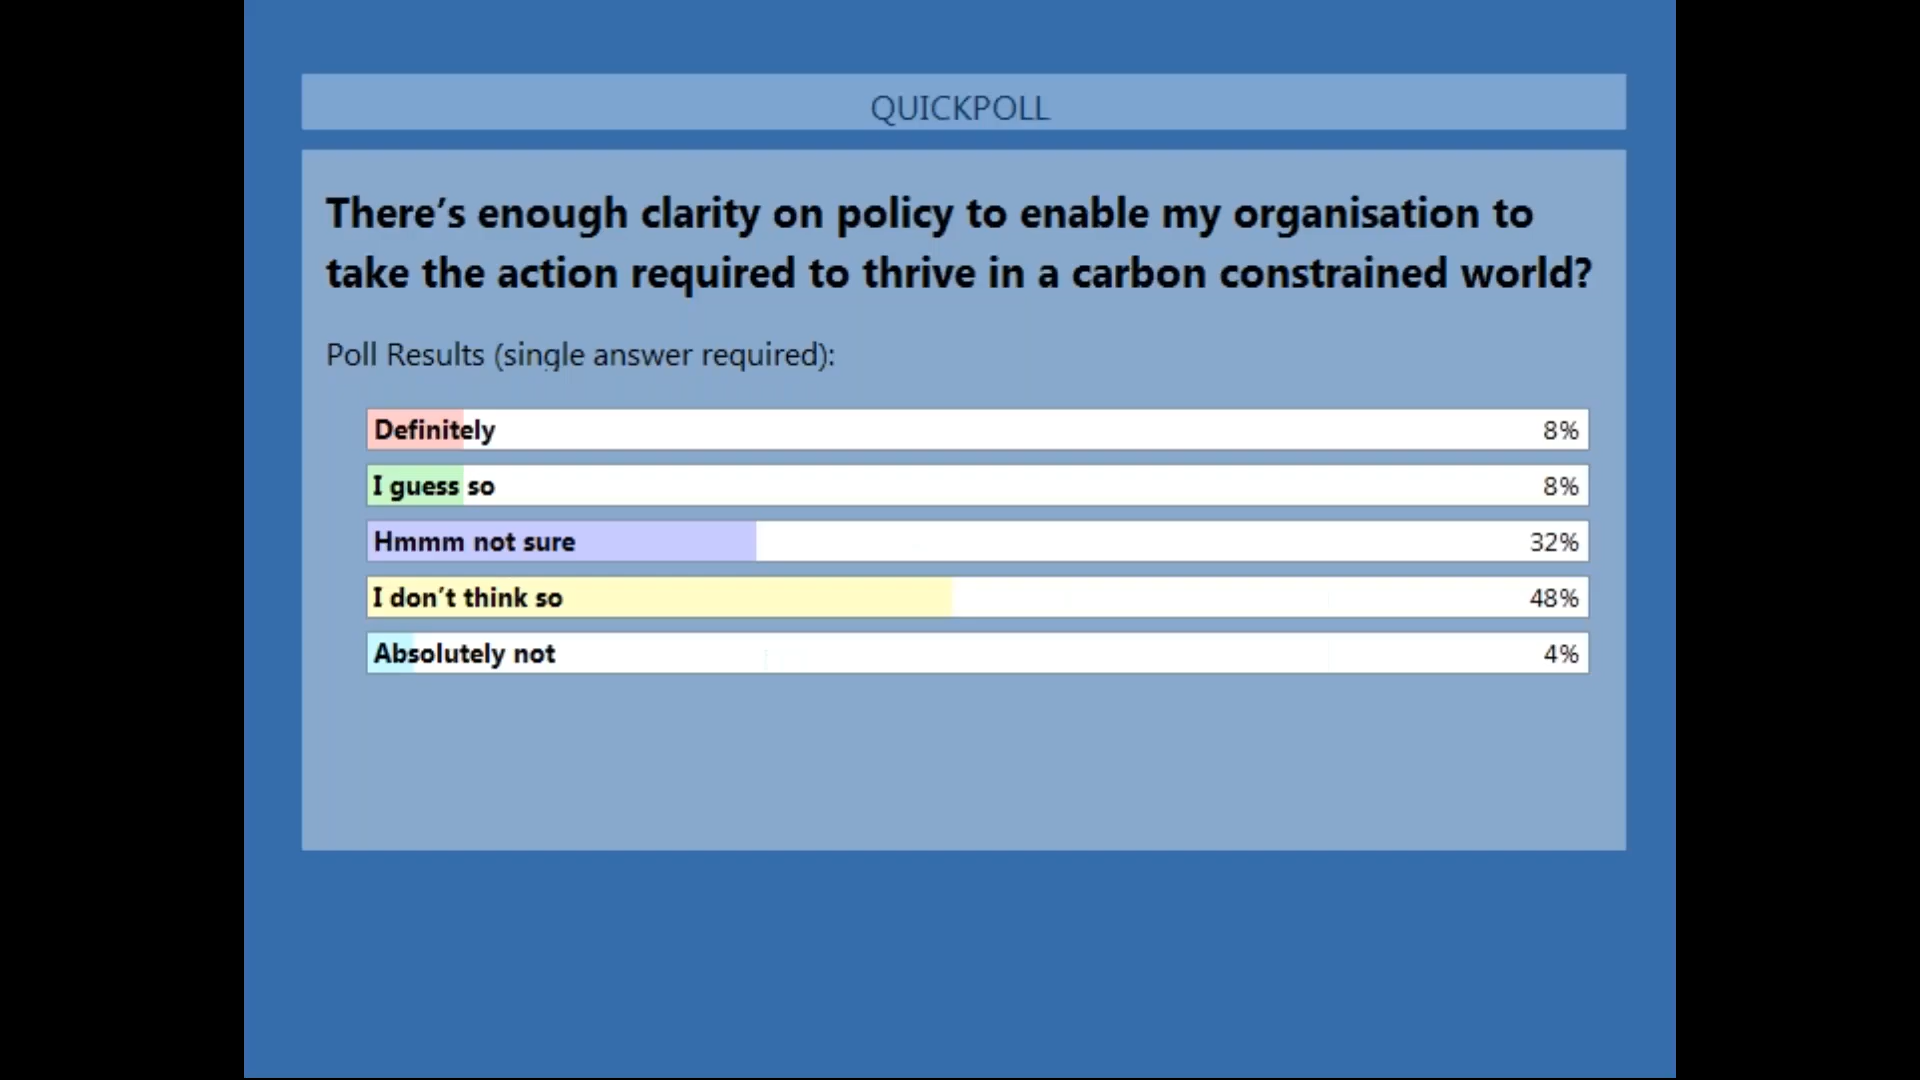 QUICKPOLL
There’s enough clarity on policy to enable my organisation to
take the action required to thrive in a carbon constrained world?
Poll Results (single answer required):
Definitely 8%
I guess so 8%
Hmmm not sure 32%
I don’t think so 48%
Absolutely not 4%